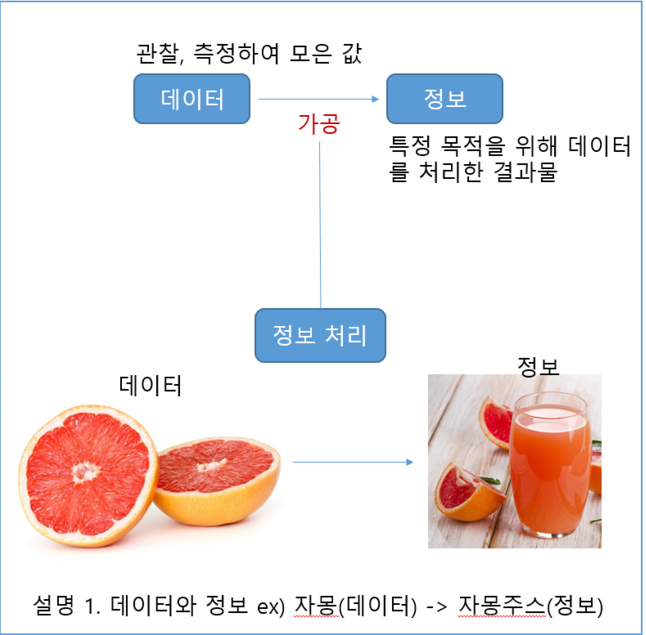 관찰, 측정하여 모은 값
데이터
정보
가공
특정 목적을 위해 데이터
를 처리한 결과물
정보 처리
데이터
정보
설명 1. 데이터와 정보 ex) 자몽(데이터) -> 자몽주스(정보)